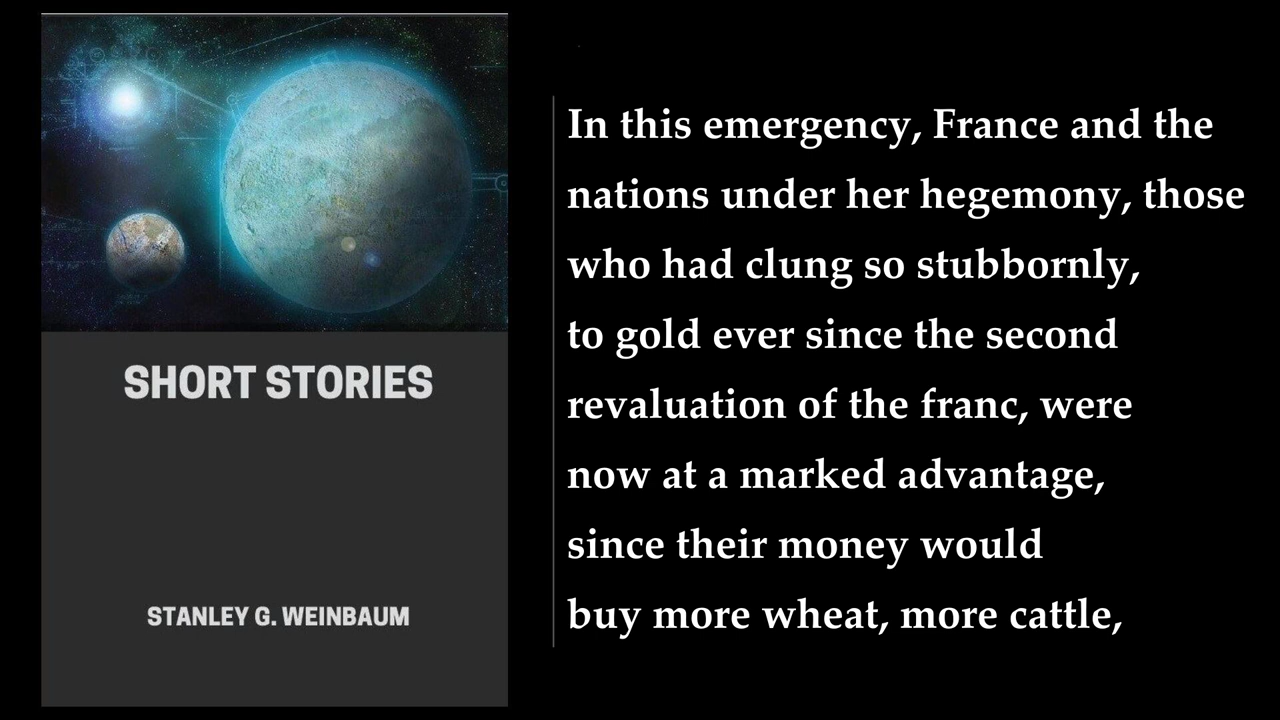 SHORT STORIES
STANLEY G. WEINBAUM
In this emergency, France and the
nations under her hegemony, those
who had clung so stubbornly,
to gold ever since the second
revaluation of the franc, were
now at a marked advantage,
since their money would
buy more wheat, more cattle,